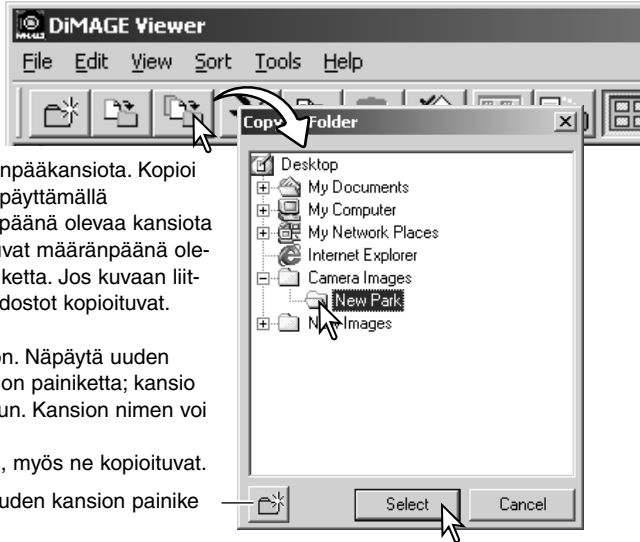 DiMAGE Viewer
File Edit View Sort Tools Help
Folder
Desktop
My Documents
My Computer
My Network Places
Internet Explorer
Camera Images
New Park
Images
Select Cancel
npääkansiota. Kopioi
päyttämällä
päänä olevaa kansiota
uvat määränpäänä ole-
ketta. Jos kuvaan liit-
dostot kopioituvat.
on. Näpäytä uuden
on painiketta; kansio
un. Kansion nimen voi
, myös ne kopioituvat.
uden kansion painike